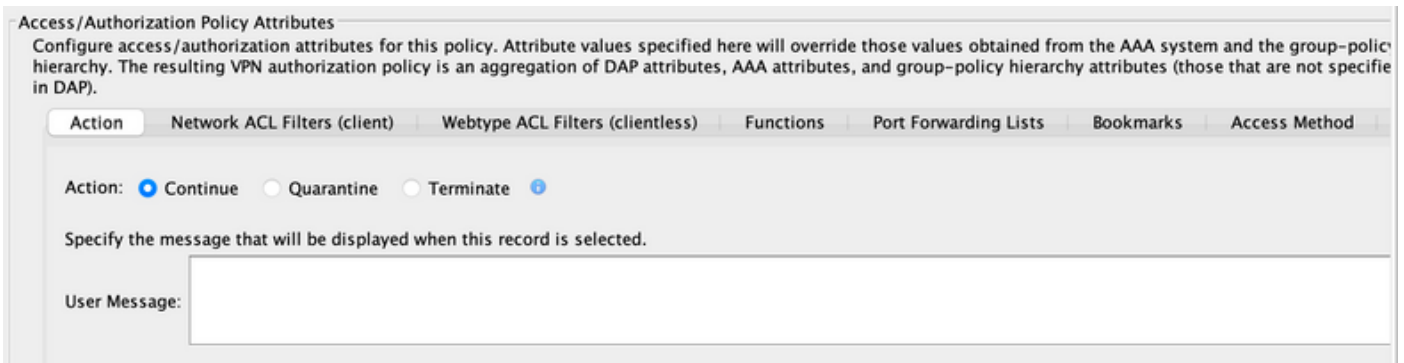 Access/Authorization Policy Attributes
Configure access/authorization attributes for this policy. Attribute values specified here will override those values obtained from the AAA system and the group-policy
hierarchy. The resulting VPN authorization policy is an aggregation of DAP attributes, AAA attributes, and group-policy hierarchy attributes (those that are not specifie
in DAP).
Action Network ACL Filters (client) Webtype ACL Filters (clientless) Functions Port Forwarding Lists Bookmarks Access Method
Action: Continue Quarantine Terminate
Specify the message that will be displayed when this record is selected.
User Message: